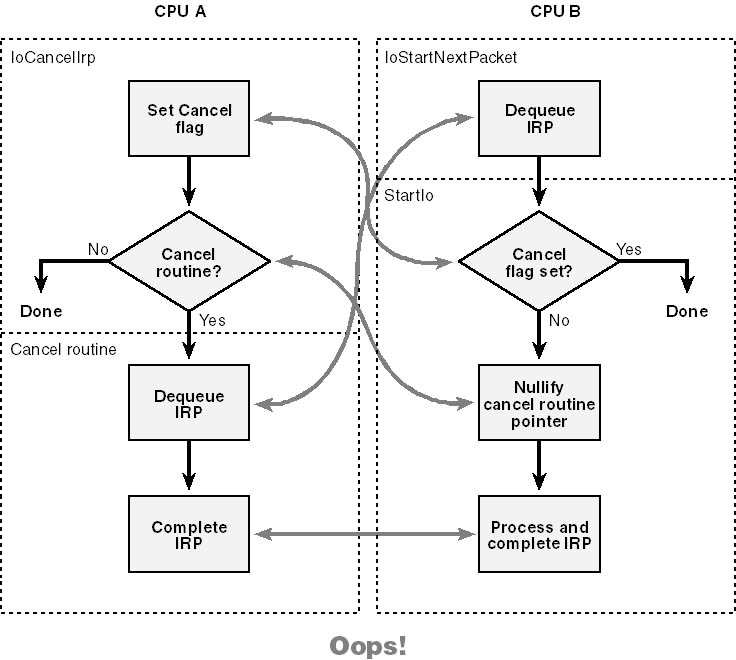 CPU A
CPU B
IoCancelIrp
IoStartNextPacket
Set Cancel
flag
Dequeue
IRP
StartIo
No
Cancel
routine?
Cancel
flag set?
Yes
Done
Yes
No
Done
Cancel routine
Dequeue
IRP
Nullify
cancel routine
pointer
Complete
IRP
Process and
complete IRP
Oops!